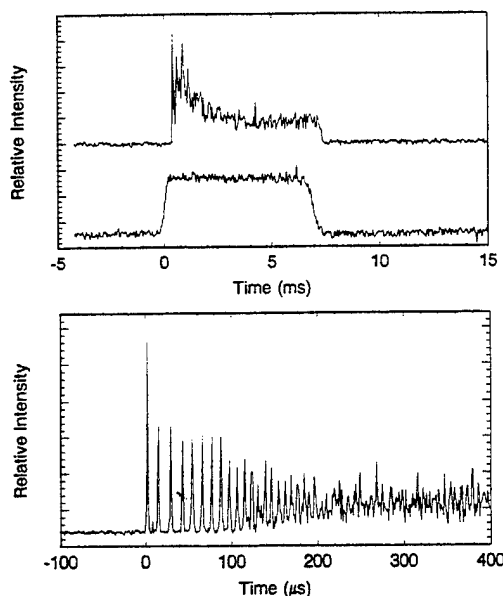 Relative Intensity
-5 0 5 10 15
Time (ms)
Relative Intensity
-100 0 100 200 300 400
Time (μs)